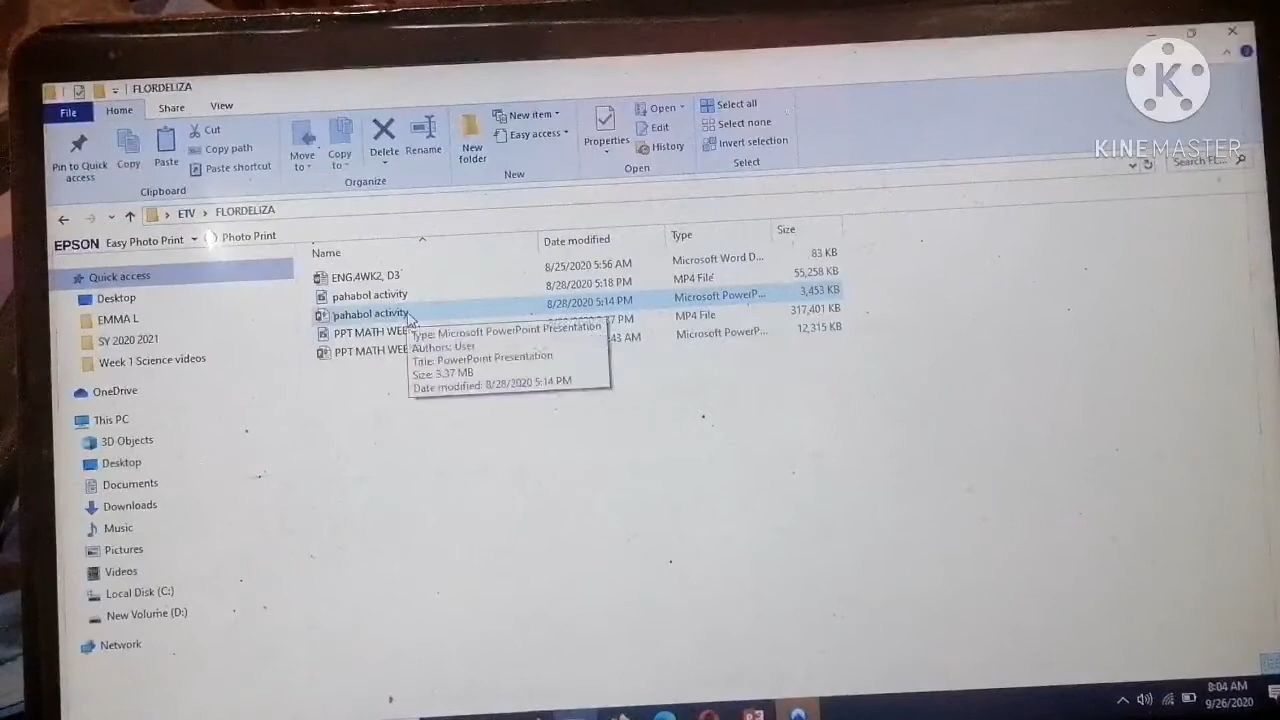 FLORDELIZA
File
Home
Share
View
Pin to Quick access
Copy
Paste
Cut
Copy path
Paste shortcut
Clipboard
Move to
Copy to
Delete
Rename
Organize
New folder
New item
Easy access
New
Properties
Open
Edit
History
Open
Select all
Select none
Invert selection
Select
K
KINEMASTER
ETV > FLORDELIZA
EPSON Easy Photo Print
Photo Print
Name Date modified Type Size
ENG.4WK2, D3 8/25/2020 5:56 AM Microsoft Word D... 83 KB
pahabol activity 8/28/2020 5:18 PM MP4 File 55,258 KB
pahabol activity 8/28/2020 5:14 PM Microsoft PowerP... 3,453 KB
PPT MATH WEE MP4 File 317,401 KB
PPT MATH WEE Microsoft PowerP... 12,315 KB
Type: Microsoft PowerPoint Presentation
Authors: User
Title: PowerPoint Presentation
Size: 3.37 MB
Date modified: 8/28/2020 5:14 PM
Quick access
Desktop
EMMA L
SY 2020 2021
Week 1 Science videos
OneDrive
This PC
3D Objects
Desktop
Documents
Downloads
Music
Pictures
Videos
Local Disk (C:)
New Volume (D:)
Network
8:04 AM
9/26/2020